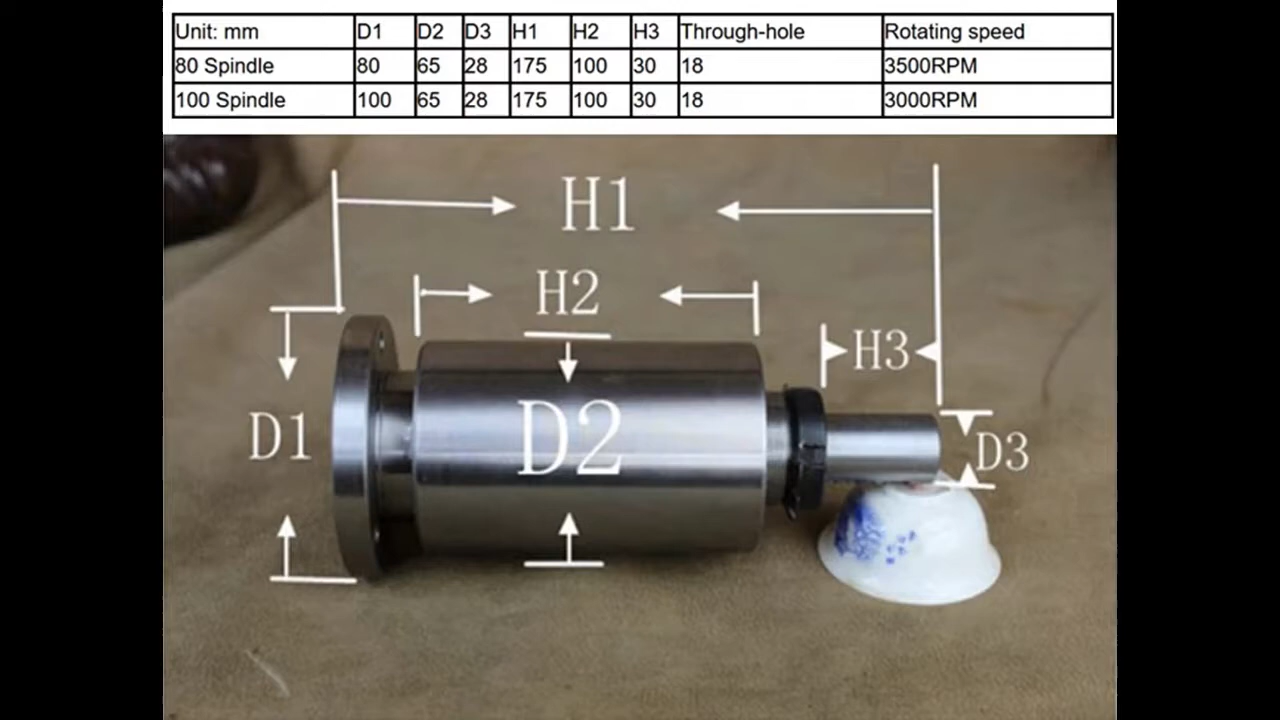 Unit: mm D1 D2 D3 H1 H2 H3 Through-hole Rotating speed
80 Spindle 80 65 28 175 100 30 18 3500RPM
100 Spindle 100 65 28 175 100 30 18 3000RPM
H1
H2
H3
D1
D2
D3